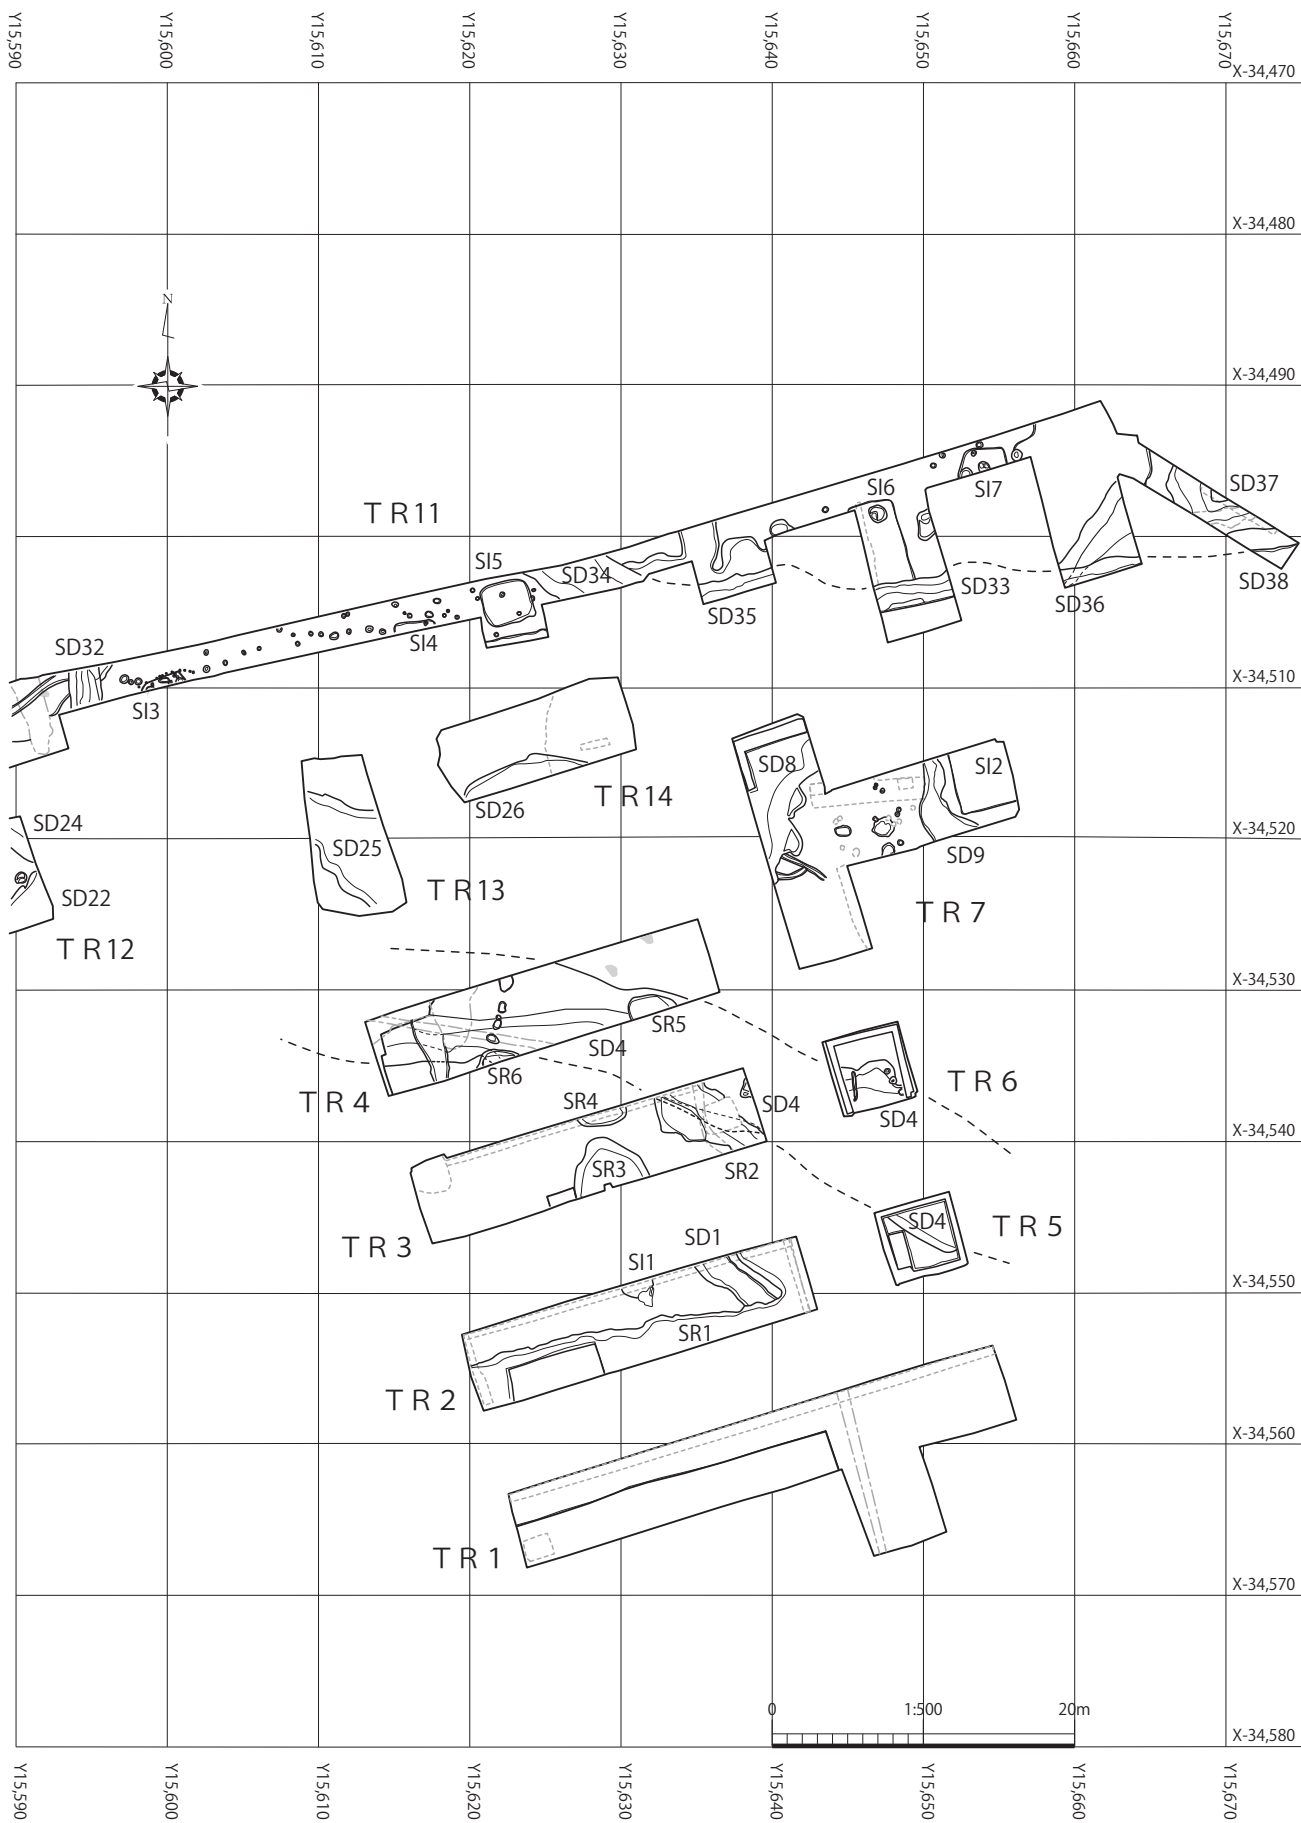 Y15,590
Y15,600
Y15,610
Y15,620
Y15,630
Y15,640
Y15,650
Y15,660
Y15,670
X-34,470
X-34,480
N
X-34,490
SD37
SI6
SI7
TR11
SI5
SD34
SD38
SD33
SD36
SD35
SI4
SD32
X-34,510
SI3
SD8
SI2
TR14
SD26
SD24
X-34,520
SD25
SD9
TR13
SD22
TR7
TR12
X-34,530
SR5
SD4
SR6
TR6
TR4
SR4
SD4
SD4
X-34,540
SR3
SR2
SD4
TR5
TR3
SD1
SI1
X-34,550
SR1
TR2
X-34,560
TR1
X-34,570
0
1:500
20m
X-34,580
Y15,590
Y15,600
Y15,610
Y15,620
Y15,630
Y15,640
Y15,650
Y15,660
Y15,670